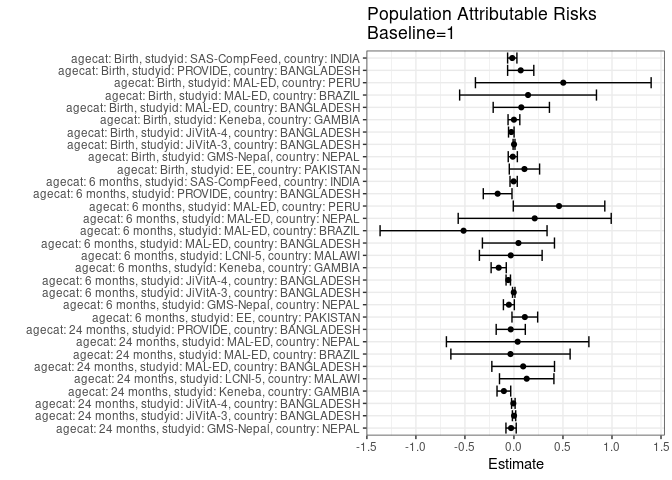 Population Attributable Risks
Baseline=1
agecat: Birth, studyid: SAS-CompFeed, country: INDIA
agecat: Birth, studyid: PROVIDE, country: BANGLADESH
agecat: Birth, studyid: MAL-ED, country: PERU
agecat: Birth, studyid: MAL-ED, country: BRAZIL
agecat: Birth, studyid: MAL-ED, country: BANGLADESH
agecat: Birth, studyid: Keneba, country: GAMBIA
agecat: Birth, studyid: JiVitA-4, country: BANGLADESH
agecat: Birth, studyid: JiVitA-3, country: BANGLADESH
agecat: Birth, studyid: GMS-Nepal, country: NEPAL
agecat: Birth, studyid: EE, country: PAKISTAN
agecat: 6 months, studyid: SAS-CompFeed, country: INDIA
agecat: 6 months, studyid: PROVIDE, country: BANGLADESH
agecat: 6 months, studyid: MAL-ED, country: PERU
agecat: 6 months, studyid: MAL-ED, country: NEPAL
agecat: 6 months, studyid: MAL-ED, country: BRAZIL
agecat: 6 months, studyid: MAL-ED, country: BANGLADESH
agecat: 6 months, studyid: LCNI-5, country: MALAWI
agecat: 6 months, studyid: Keneba, country: GAMBIA
agecat: 6 months, studyid: JiVitA-4, country: BANGLADESH
agecat: 6 months, studyid: JiVitA-3, country: BANGLADESH
agecat: 6 months, studyid: GMS-Nepal, country: NEPAL
agecat: 6 months, studyid: EE, country: PAKISTAN
agecat: 24 months, studyid: PROVIDE, country: BANGLADESH
agecat: 24 months, studyid: MAL-ED, country: NEPAL
agecat: 24 months, studyid: MAL-ED, country: BRAZIL
agecat: 24 months, studyid: MAL-ED, country: BANGLADESH
agecat: 24 months, studyid: LCNI-5, country: MALAWI
agecat: 24 months, studyid: Keneba, country: GAMBIA
agecat: 24 months, studyid: JiVitA-4, country: BANGLADESH
agecat: 24 months, studyid: JiVitA-3, country: BANGLADESH
agecat: 24 months, studyid: GMS-Nepal, country: NEPAL
-1.5 -1.0 -0.5 0.0 0.5 1.0 1.5
Estimate